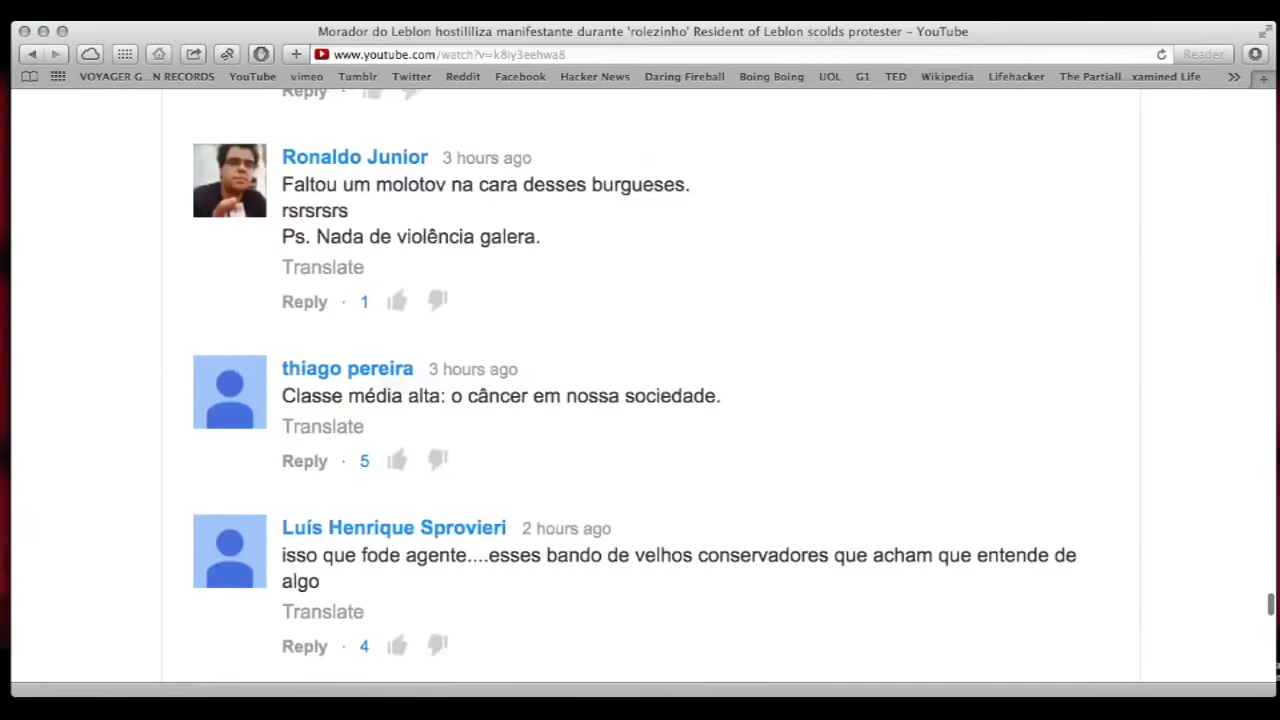 Morador do Leblon hostililiza manifestante durante 'rolezinho' Resident of Leblon scolds protester – YouTube
www.youtube.com/watch?v=k8iy3eehwa8
Reader
VOYAGER G...N RECORDS YouTube vimeo Tumblr Twitter Reddit Facebook Hacker News Daring Fireball Boing Boing UOL G1 TED Wikipedia Lifehacker The Partiall...xamined Life
Reply ·
Ronaldo Junior 3 hours ago
Faltou um molotov na cara desses burgueses.
rsrsrsrs
Ps. Nada de violência galera.
Translate
Reply · 1
thiago pereira 3 hours ago
Classe média alta: o câncer em nossa sociedade.
Translate
Reply · 5
Luís Henrique Sprovieri 2 hours ago
isso que fode agente....esses bando de velhos conservadores que acham que entende de
algo
Translate
Reply · 4